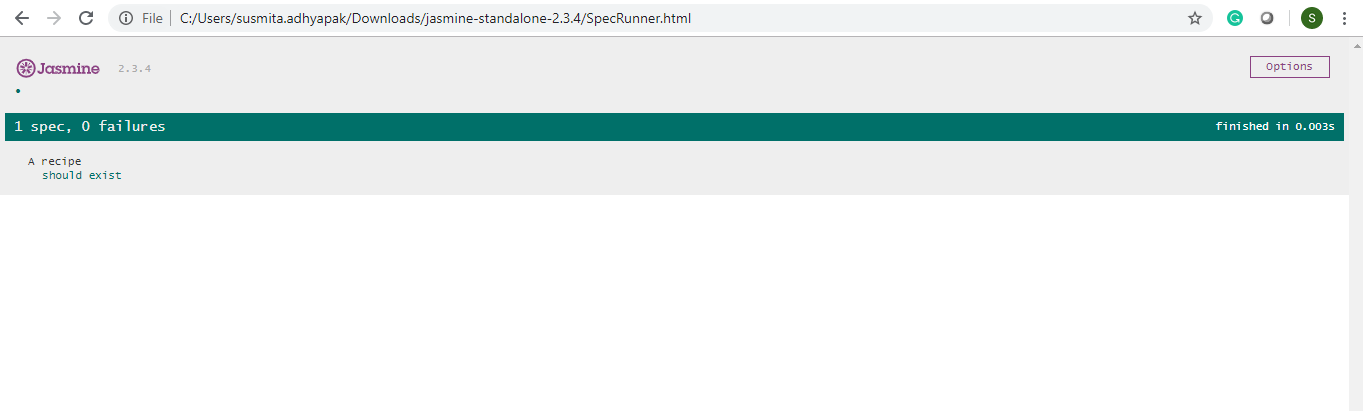 File C:/Users/susmita.adhyapak/Downloads/jasmine-standalone-2.3.4/SpecRunner.html G S
Jasmine 2.3.4 Options
•
1 spec, 0 failures finished in 0.003s
A recipe
should exist